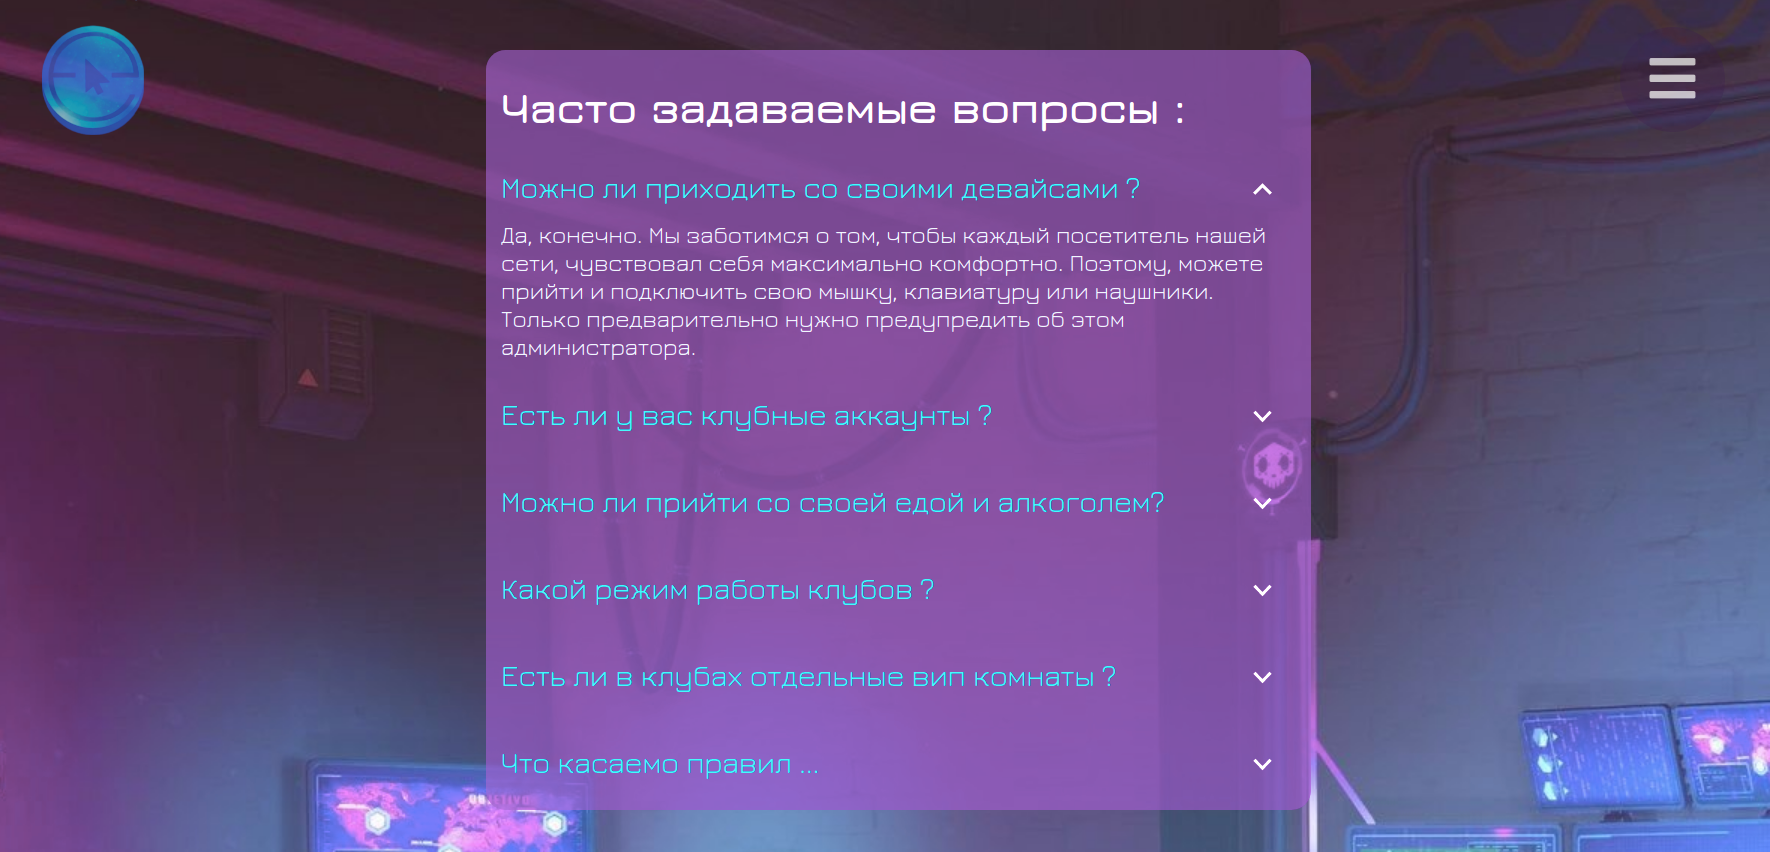 Часто задаваемые вопросы :
Можно ли приходить со своими девайсами ?
Да, конечно. Мы заботимся о том, чтобы каждый посетитель нашей
сети, чувствовал себя максимально комфортно. Поэтому, можете
прийти и подключить свою мышку, клавиатуру или наушники.
Только предварительно нужно предупредить об этом
администратора.
Есть ли у вас клубные аккаунты ?
Можно ли прийти со своей едой и алкоголем?
Какой режим работы клубов ?
Есть ли в клубах отдельные вип комнаты ?
Что касаемо правил ...